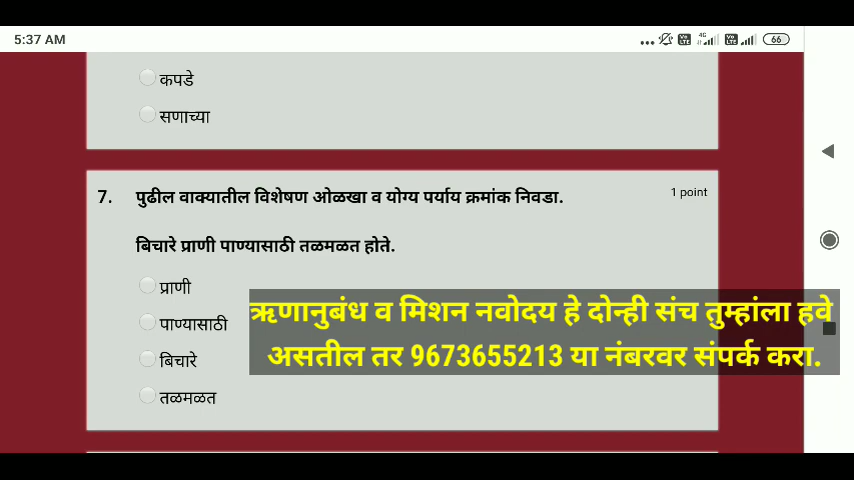 5:37 AM
4G
66
कपडे
सणाच्या
7. पुढील वाक्यातील विशेषण ओळखा व योग्य पर्याय क्रमांक निवडा. 1 point
बिचारे प्राणी पाण्यासाठी तळमळत होते.
प्राणी
पाण्यासाठी
बिचारे
तळमळत
ऋणानुबंध व मिशन नवोदय हे दोन्ही संच तुम्हांला हवे
असतील तर 9673655213 या नंबरवर संपर्क करा.